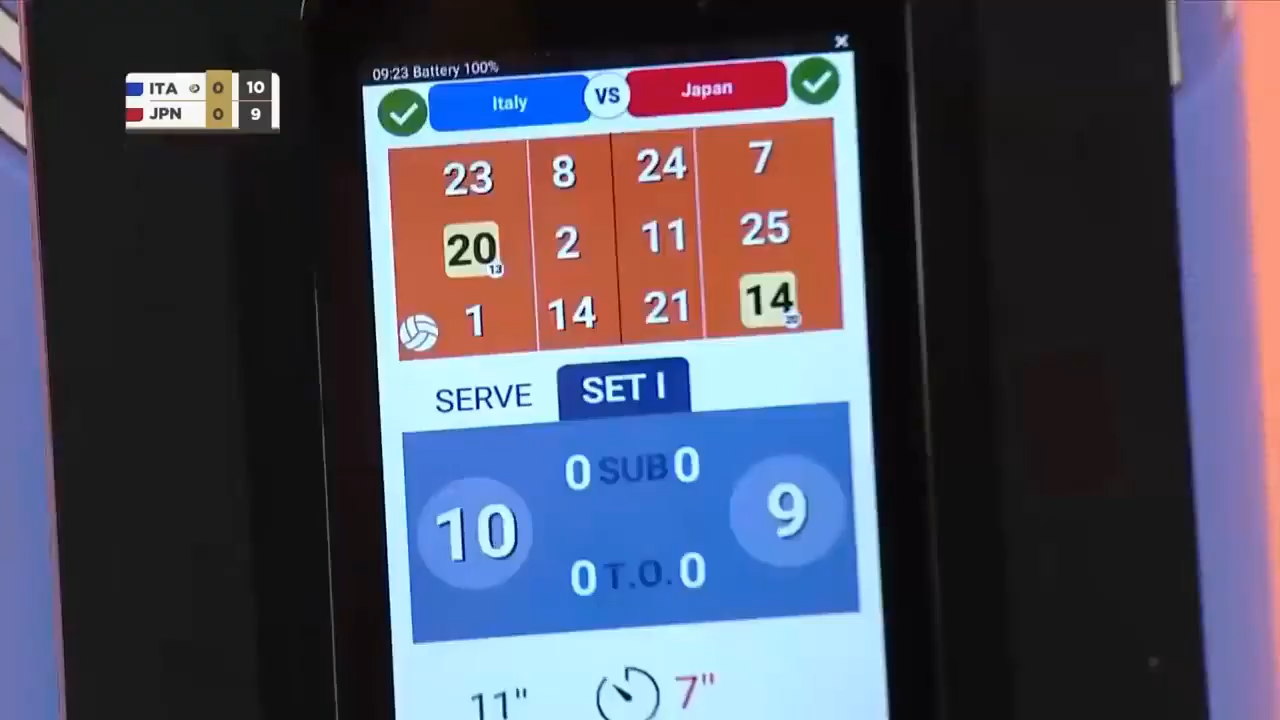 09:23 Battery 100%
ITA 0 10
JPN 0 9
Italy VS Japan
23 8 24 7
20 13 2 11 25
1 14 21 14
SERVE SET I
0 SUB 0
10 9
0 T.O. 0
11" 7"